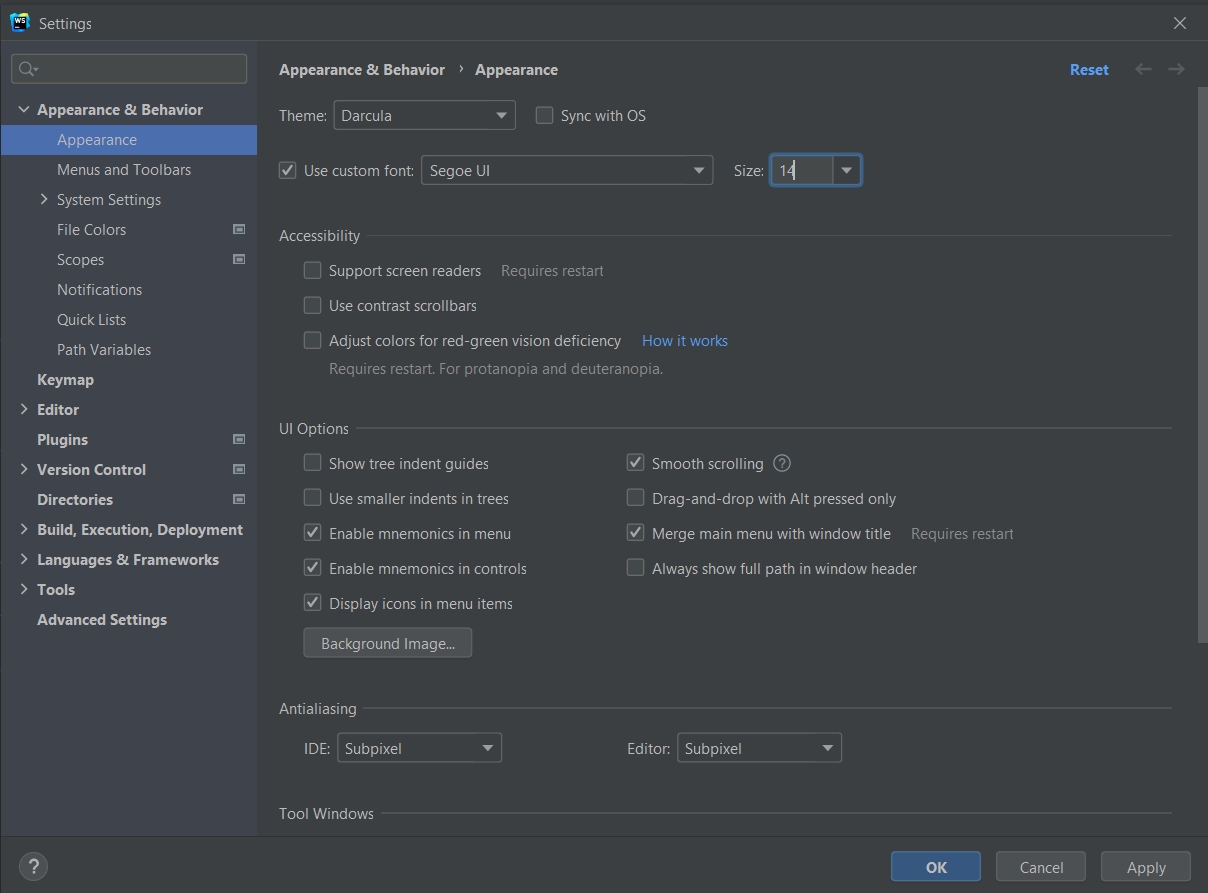 WS
Settings
Appearance & Behavior
Appearance
Menus and Toolbars
System Settings
File Colors
Scopes
Notifications
Quick Lists
Path Variables
Keymap
Editor
Plugins
Version Control
Directories
Build, Execution, Deployment
Languages & Frameworks
Tools
Advanced Settings
Appearance & Behavior › Appearance Reset
Theme: Darcula Sync with OS
Use custom font: Segoe UI Size: 14
Accessibility
Support screen readers Requires restart
Use contrast scrollbars
Adjust colors for red-green vision deficiency How it works
Requires restart. For protanopia and deuteranopia.
UI Options
Show tree indent guides Smooth scrolling ?
Use smaller indents in trees Drag-and-drop with Alt pressed only
Enable mnemonics in menu Merge main menu with window title Requires restart
Enable mnemonics in controls Always show full path in window header
Display icons in menu items
Background Image...
Antialiasing
IDE: Subpixel Editor: Subpixel
Tool Windows
? OK Cancel Apply